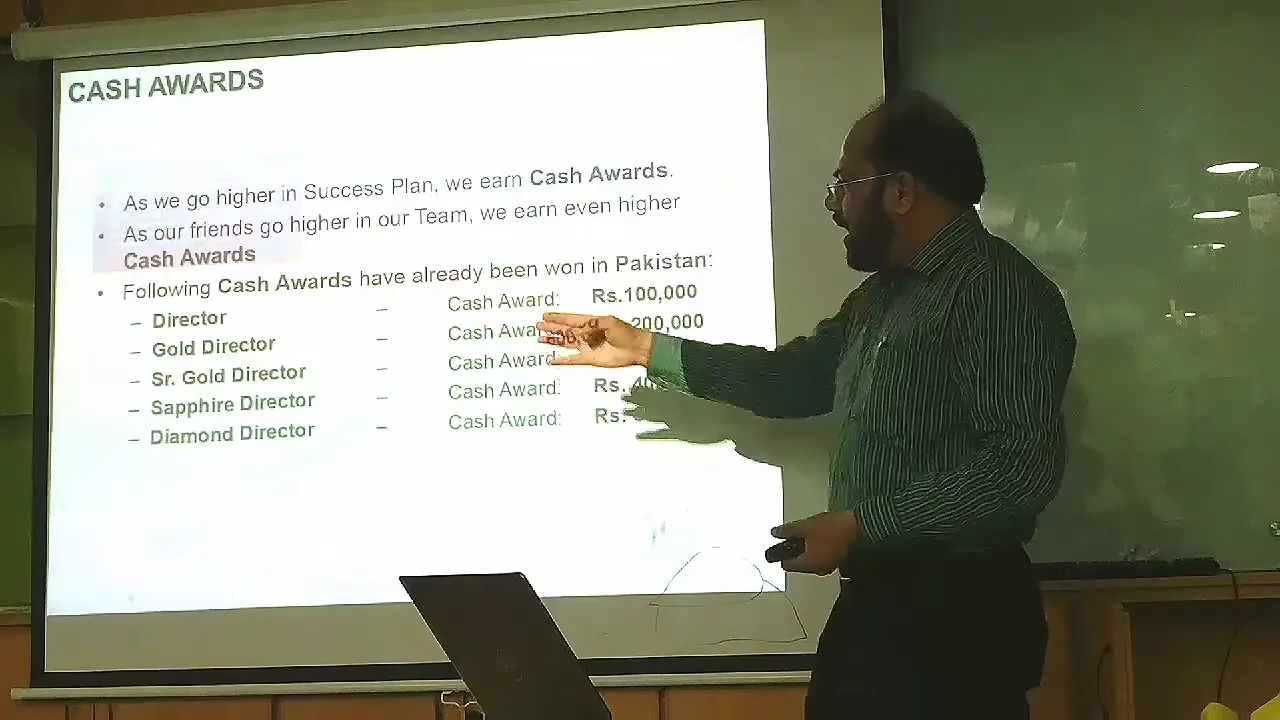 CASH AWARDS
• As we go higher in Success Plan, we earn Cash Awards.
• As our friends go higher in our Team, we earn even higher
Cash Awards
• Following Cash Awards have already been won in Pakistan:
– Director – Cash Award: Rs.100,000
– Gold Director – Cash 200,000
– Sr. Gold Director – Cash Award
– Sapphire Director – Cash Award: Rs.
– Diamond Director – Cash Award: Rs.